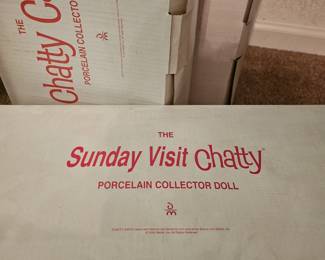 THE
Chatty C
PORCELAIN COLLECTOR
THE
Sunday Visit Chatty
PORCELAIN COLLECTOR DOLL